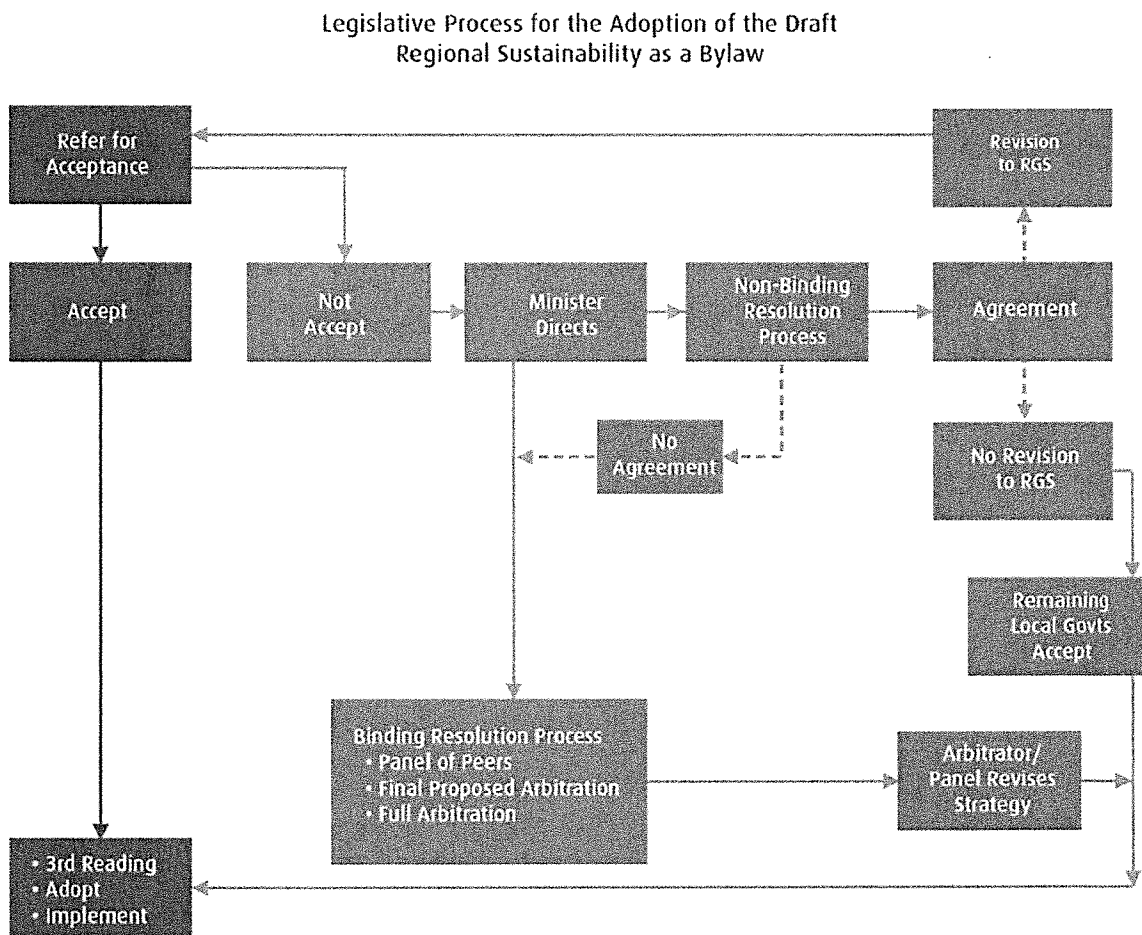 Legislative Process for the Adoption of the Draft
Regional Sustainability as a Bylaw
Refer for
Acceptance
Revision
to RGS
Accept
Not
Accept
Minister
Directs
Non-Binding
Resolution
Process
Agreement
No
Agreement
No Revision
to RGS
Remaining
Local Govts
Accept
Binding Resolution Process
• Panel of Peers
• Final Proposed Arbitration
• Full Arbitration
Arbitrator/
Panel Revises
Strategy
• 3rd Reading
• Adopt
• Implement